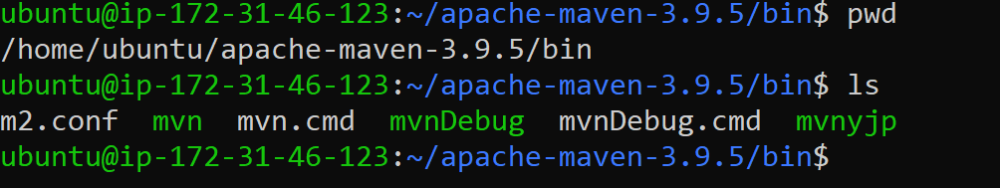 ubuntu@ip-172-31-46-123:~/apache-maven-3.9.5/bin$ pwd
/home/ubuntu/apache-maven-3.9.5/bin
ubuntu@ip-172-31-46-123:~/apache-maven-3.9.5/bin$ ls
m2.conf  mvn  mvn.cmd  mvnDebug  mvnDebug.cmd  mvnyjp
ubuntu@ip-172-31-46-123:~/apache-maven-3.9.5/bin$